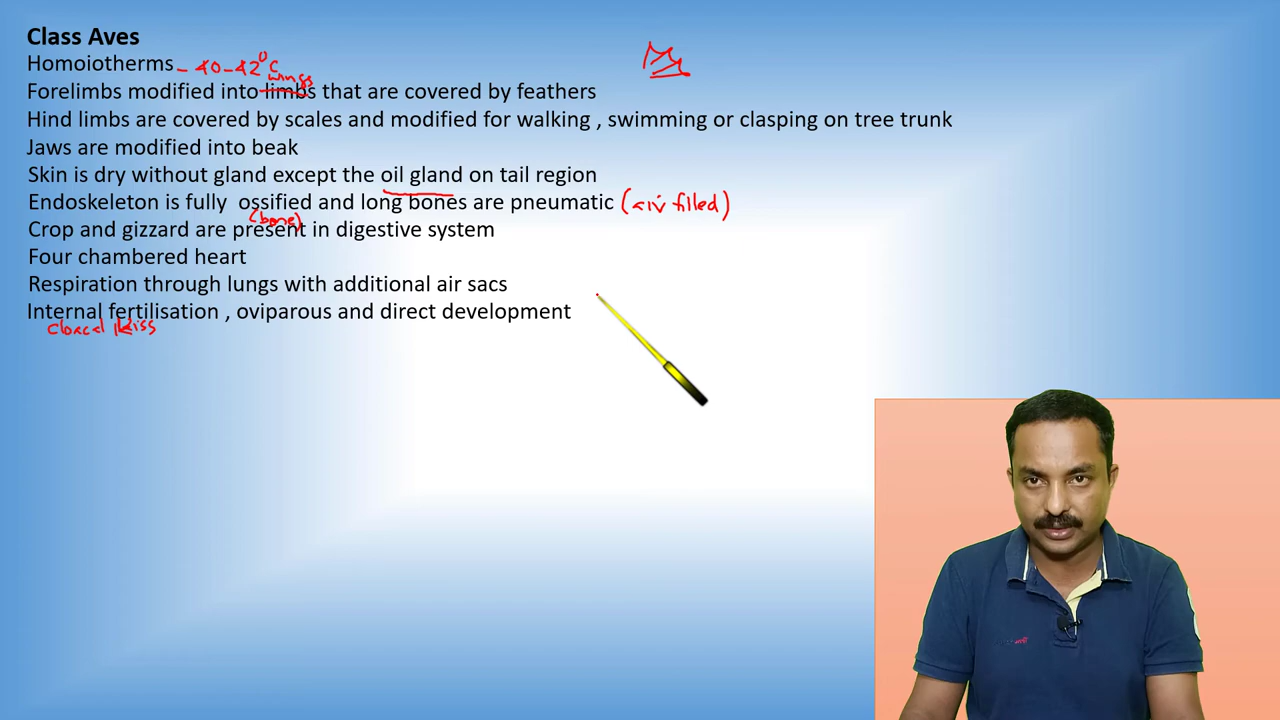 Class Aves
Homoiotherms - 40-42°C
wings
Forelimbs modified into limbs that are covered by feathers
Hind limbs are covered by scales and modified for walking , swimming or clasping on tree trunk
Jaws are modified into beak
Skin is dry without gland except the oil gland on tail region
Endoskeleton is fully ossified and long bones are pneumatic (air filled)
(bone)
Crop and gizzard are present in digestive system
Four chambered heart
Respiration through lungs with additional air sacs
Internal fertilisation , oviparous and direct development
cloacal kiss